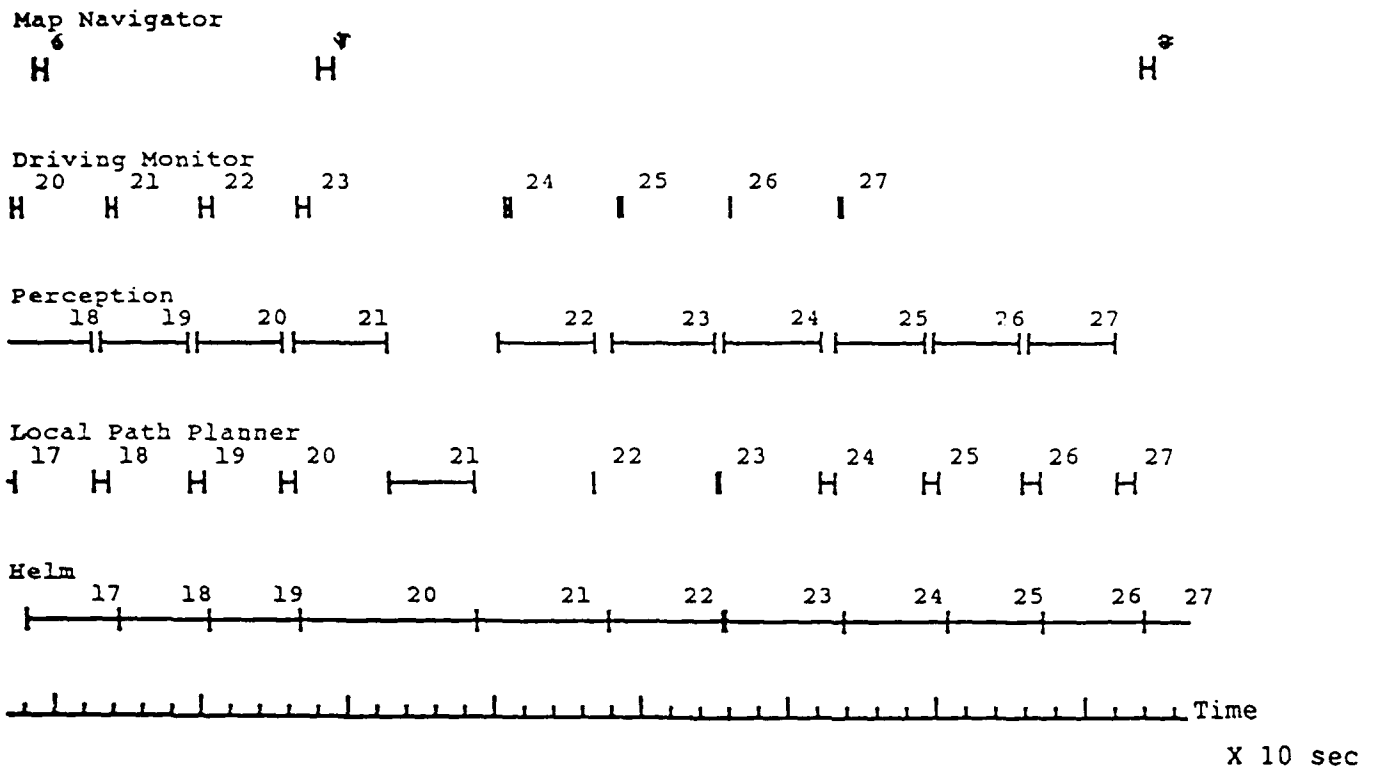 Map Navigator
6
Driving Monitor
20 21 22 23 24 25 26 27
Perception
18 19 20 21 22 23 24 25 26 27
Local Path Planner
17 18 19 20 21 22 23 24 25 26 27
Helm
17 18 19 20 21 22 23 24 25 26 27
Time
X 10 sec